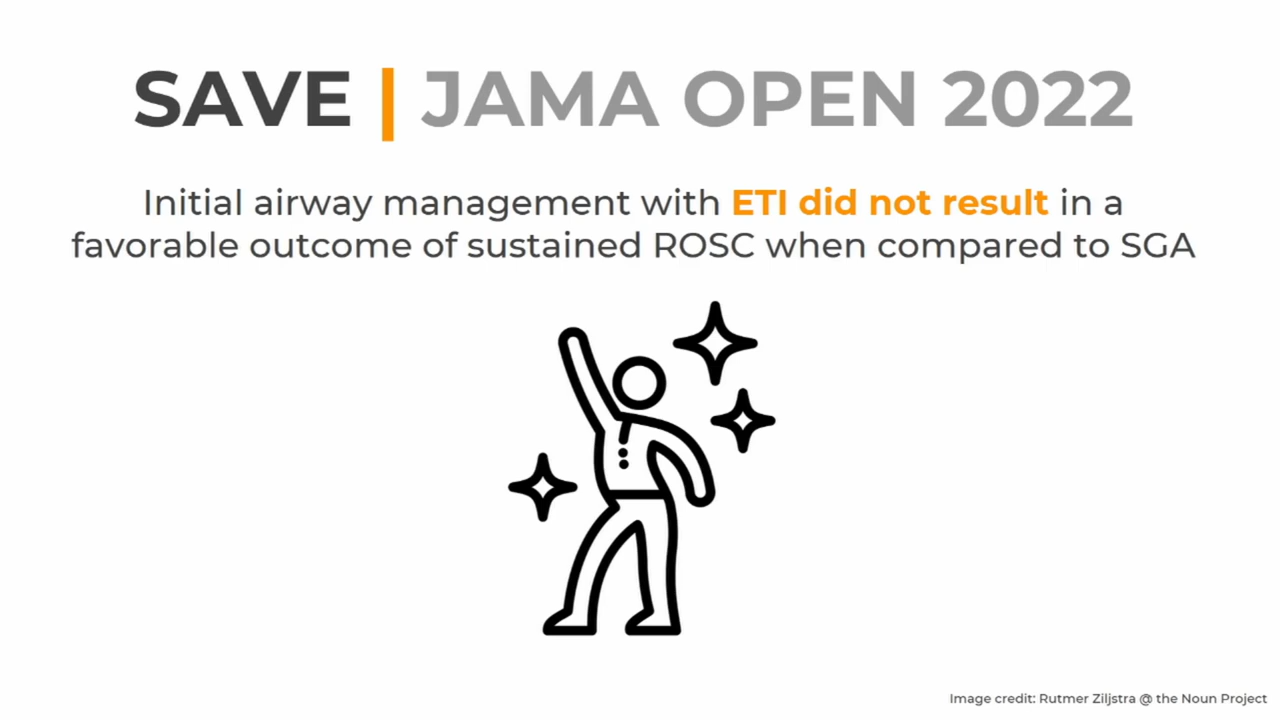 SAVE | JAMA OPEN 2022
Initial airway management with ETI did not result in a
favorable outcome of sustained ROSC when compared to SGA
Image credit: Rutmer Ziljstra @ the Noun Project